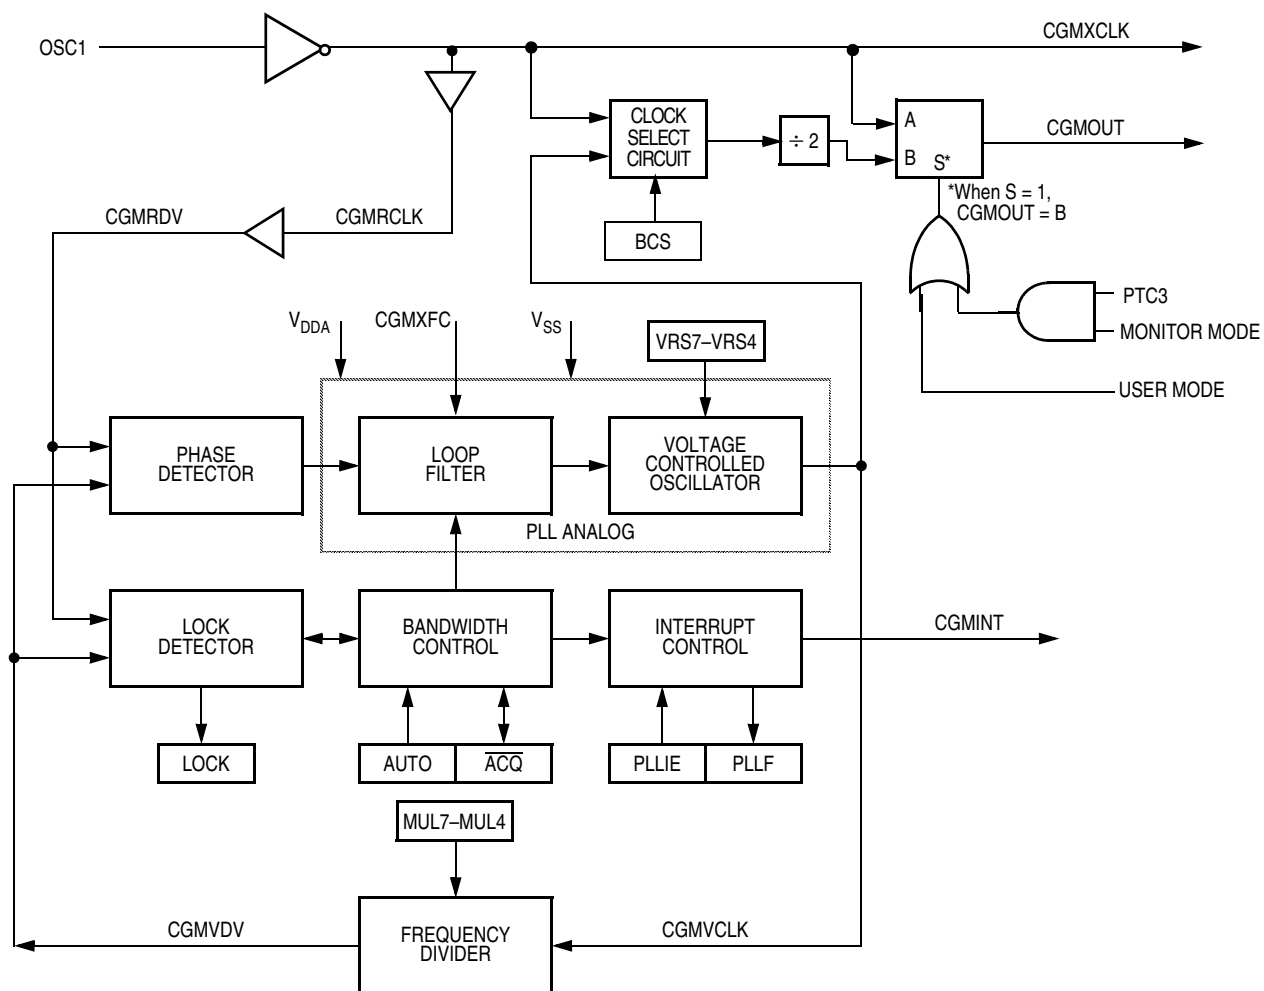 OSC1
CGMXCLK
CLOCK
SELECT
CIRCUIT
÷ 2
A
B
S*
CGMOUT
*When S = 1,
CGMOUT = B
BCS
CGMRDV
CGMRCLK
PTC3
MONITOR MODE
USER MODE
VDDA
CGMXFC
VSS
VRS7–VRS4
PHASE
DETECTOR
LOOP
FILTER
VOLTAGE
CONTROLLED
OSCILLATOR
PLL ANALOG
LOCK
DETECTOR
BANDWIDTH
CONTROL
INTERRUPT
CONTROL
CGMINT
LOCK
AUTO
ACQ
PLLIE
PLLF
MUL7–MUL4
CGMVDV
FREQUENCY
DIVIDER
CGMVCLK